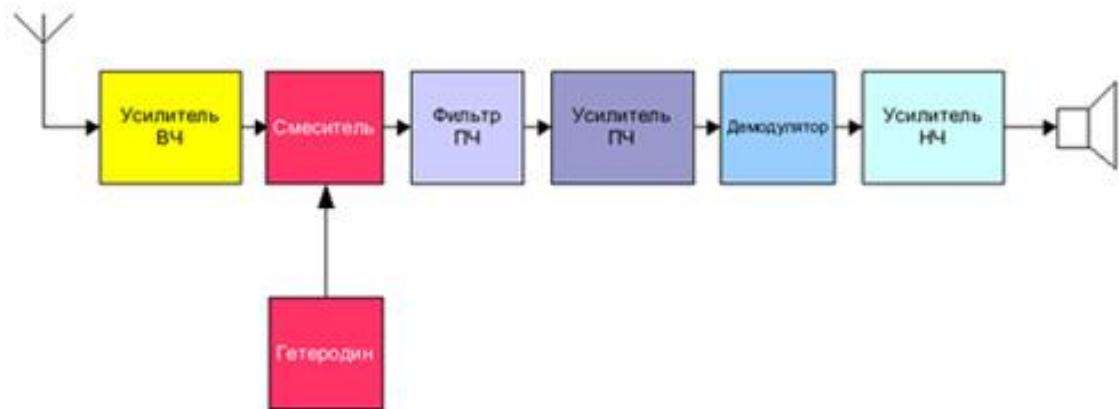 Усилитель
ВЧ
Смеситель
Фильтр
ПЧ
Усилитель
ПЧ
Демодулятор
Усилитель
НЧ
Гетеродин